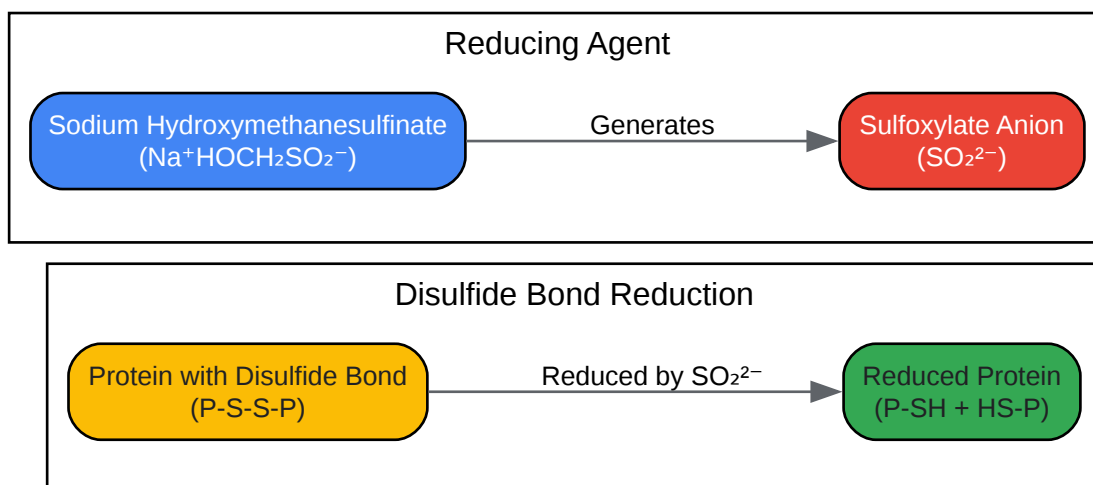 Reducing Agent
Sodium Hydroxymethanesulfinate
(Na⁺HOCH₂SO₂⁻)
Generates
Sulfoxylate Anion
(SO₂²⁻)
Disulfide Bond Reduction
Protein with Disulfide Bond
(P-S-S-P)
Reduced by SO₂²⁻
Reduced Protein
(P-SH + HS-P)